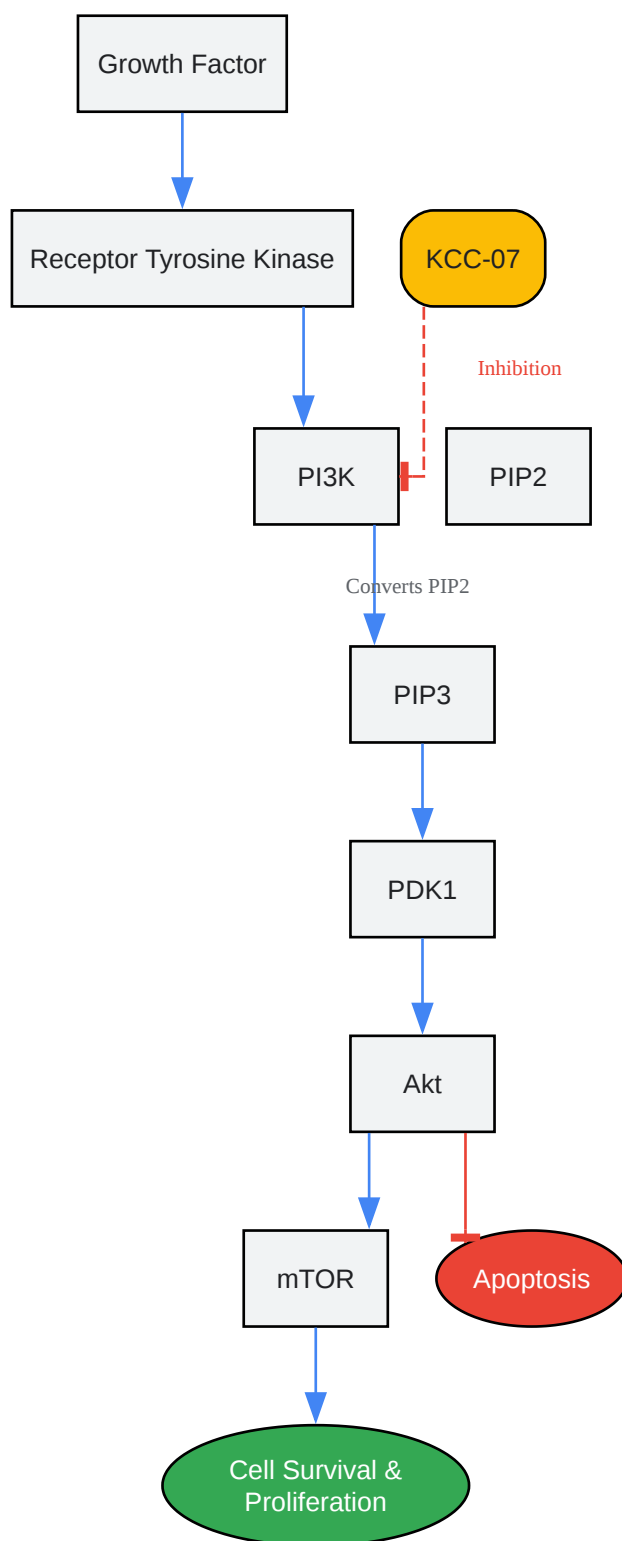 Growth Factor
Receptor Tyrosine Kinase
KCC-07
Inhibition
PI3K
PIP2
Converts PIP2
PIP3
PDK1
Akt
mTOR
Apoptosis
Cell Survival &
Proliferation